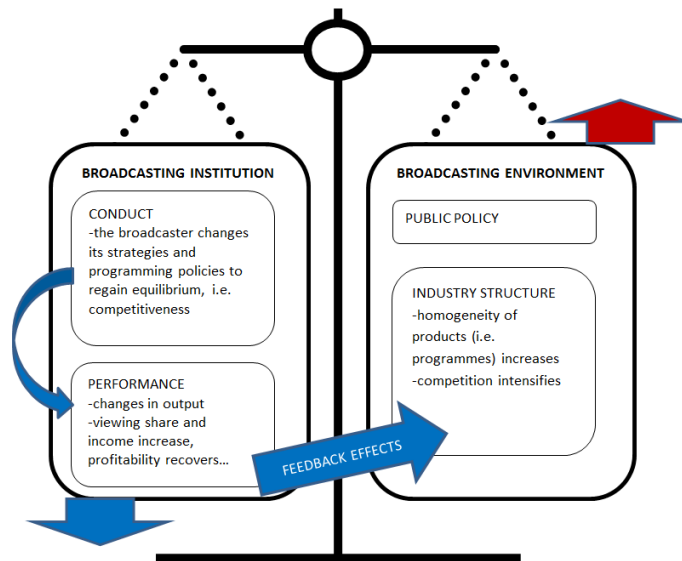 BROADCASTING INSTITUTION
CONDUCT
-the broadcaster changes
its strategies and
programming policies to
regain equilibrium, i.e.
competitiveness
PERFORMANCE
-changes in output
-viewing share and
income increase,
profitability recovers…
FEEDBACK EFFECTS
BROADCASTING ENVIRONMENT
PUBLIC POLICY
INDUSTRY STRUCTURE
-homogeneity of
products (i.e.
programmes) increases
-competition intensifies